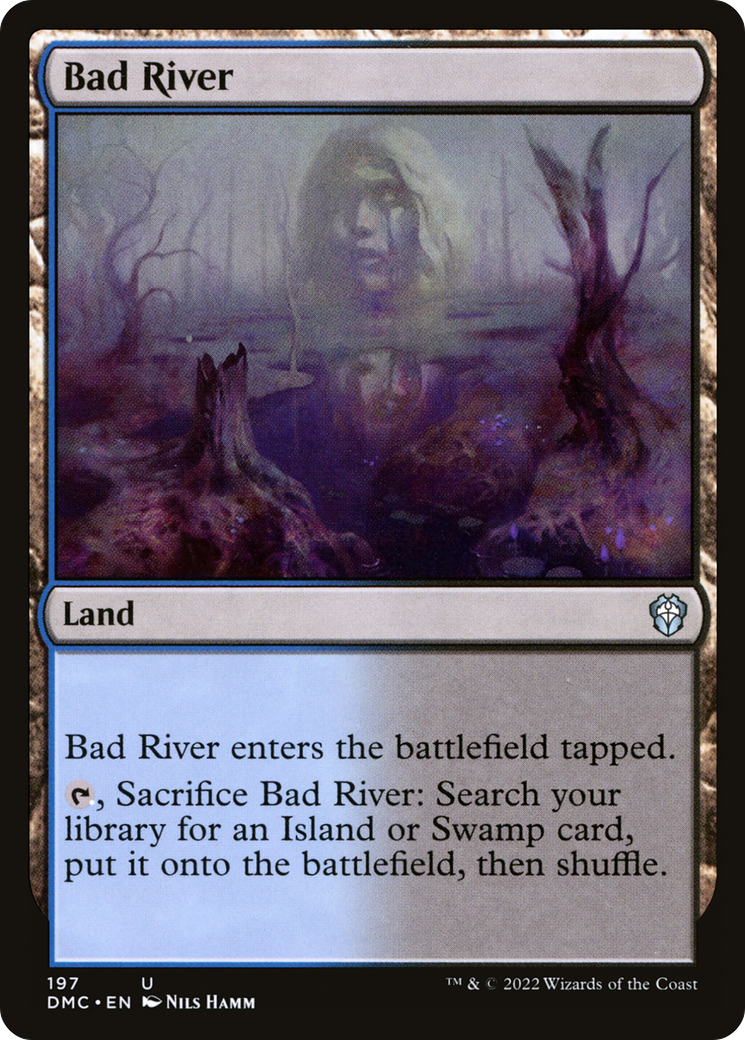 Bad River
Land
Bad River enters the battlefield tapped.
, Sacrifice Bad River: Search your
library for an Island or Swamp card,
put it onto the battlefield, then shuffle.
197 U
DMC • EN Nils Hamm
™ & © 2022 Wizards of the Coast